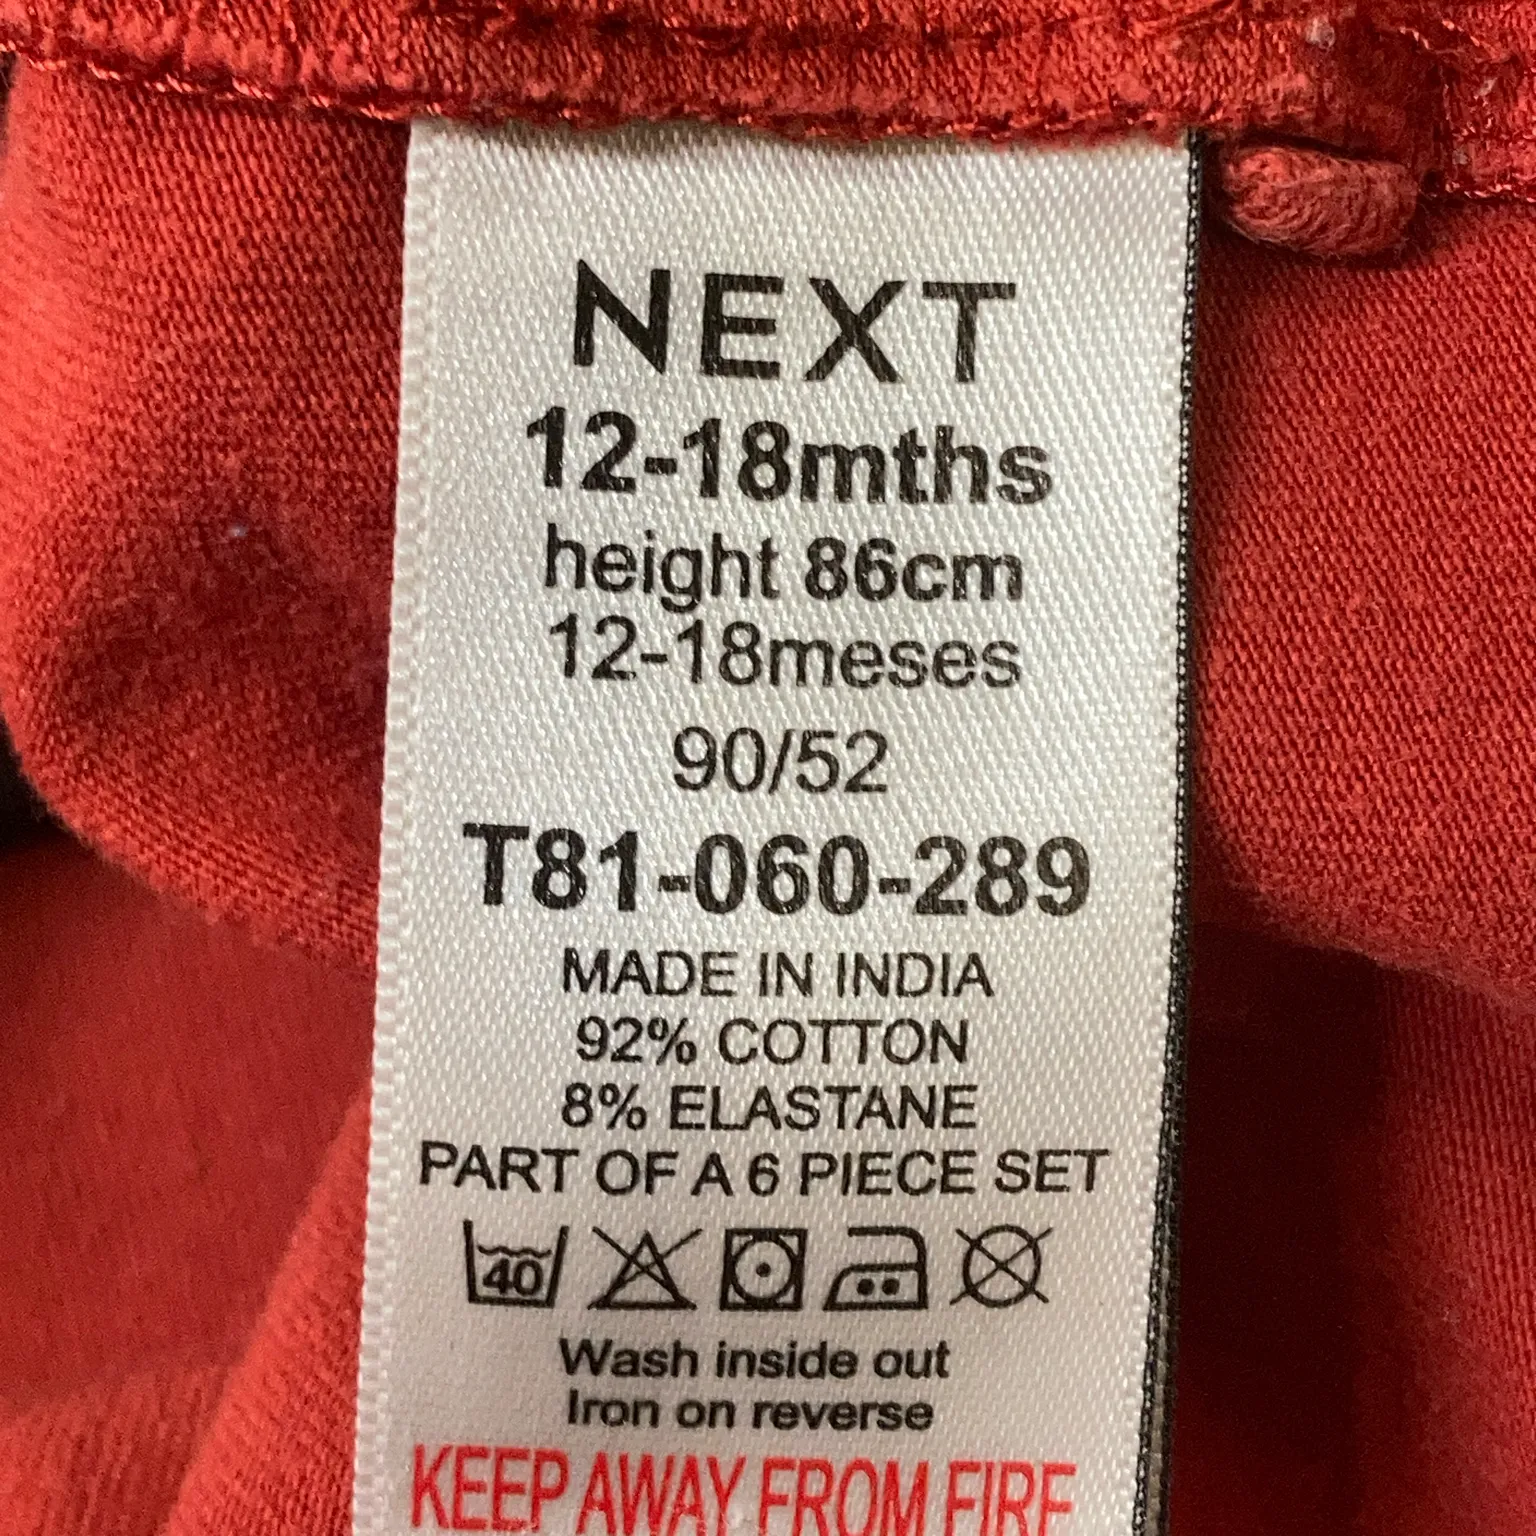 NEXT
12-18mths
height 86cm
12-18meses
90/52
T81-060-289
MADE IN INDIA
92% COTTON
8% ELASTANE
PART OF A 6 PIECE SET
40
Wash inside out
Iron on reverse
KEEP AWAY FROM FIRE